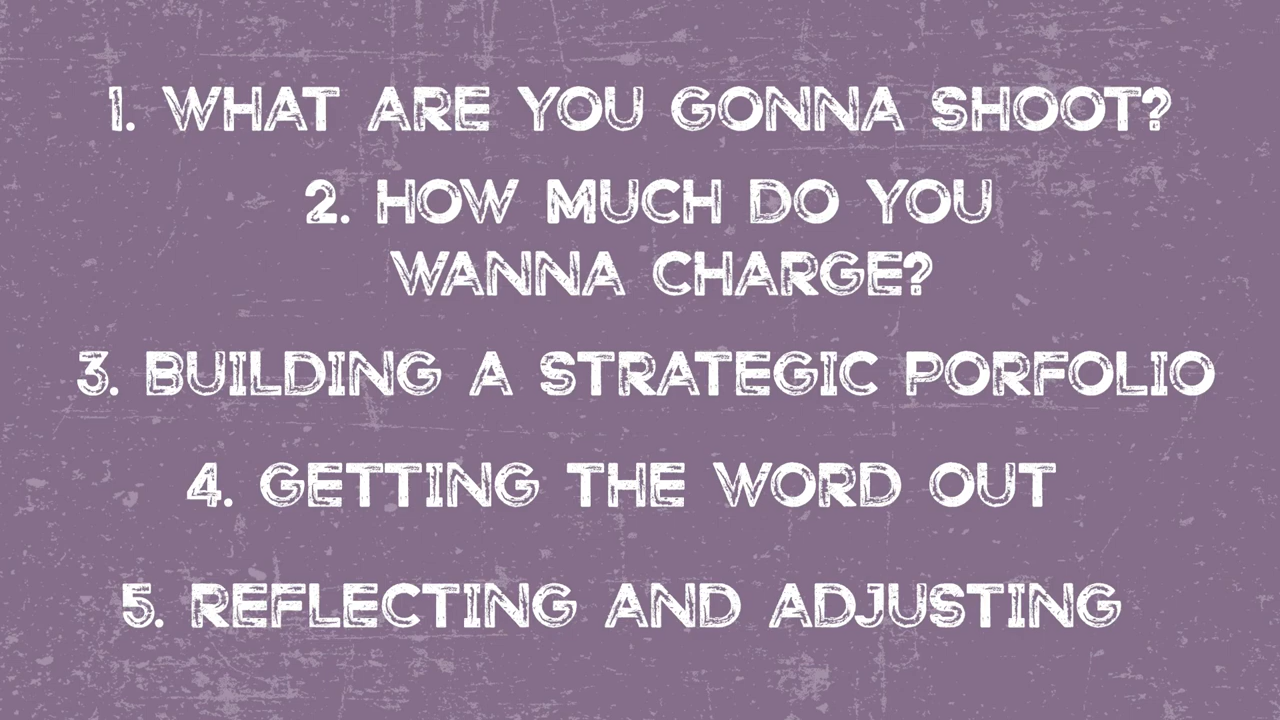 1. WHAT ARE YOU GONNA SHOOT?
2. HOW MUCH DO YOU
WANNA CHARGE?
3. BUILDING A STRATEGIC PORFOLIO
4. GETTING THE WORD OUT
5. REFLECTING AND ADJUSTING